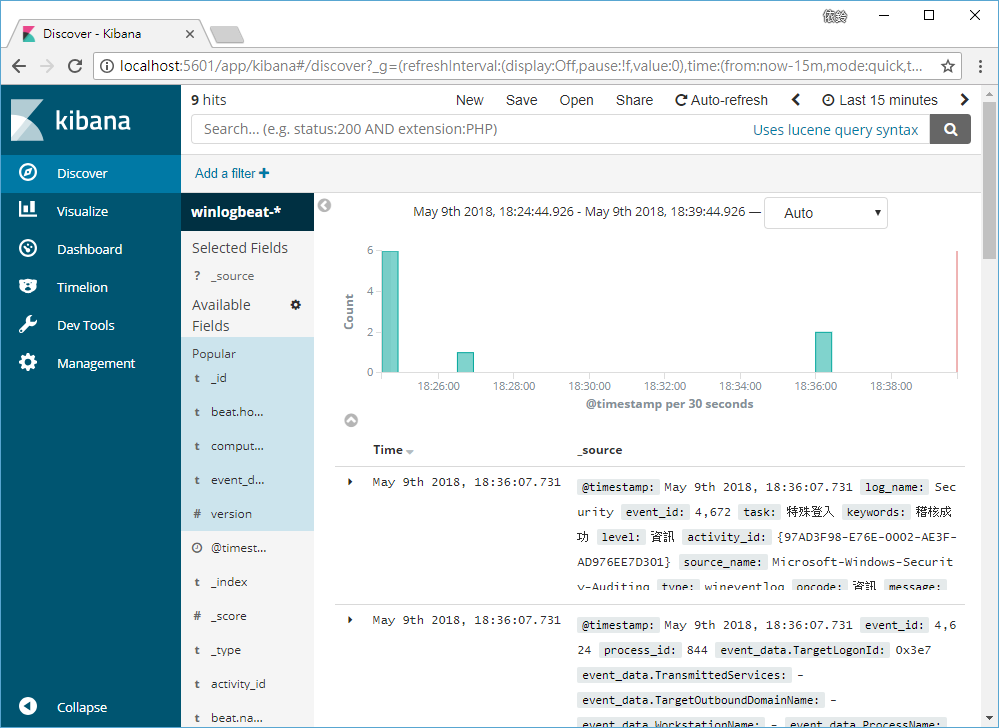 依鈴
Discover - Kibana
localhost:5601/app/kibana#/discover?_g=(refreshInterval:(display:Off,pause:!f,value:0),time:(from:now-15m,mode:quick,t...
kibana
9 hits
New
Save
Open
Share
Auto-refresh
Last 15 minutes
Search... (e.g. status:200 AND extension:PHP)
Uses lucene query syntax
Add a filter +
Discover
Visualize
Dashboard
Timelion
Dev Tools
Management
Collapse
winlogbeat-*
Selected Fields
? _source
Available
Fields
Popular
t _id
t beat.ho...
t comput...
t event_d...
# version
@timest...
t _index
# _score
t _type
t activity_id
t beat.na...
May 9th 2018, 18:24:44.926 - May 9th 2018, 18:39:44.926 —
Auto
Count
6
4
2
0
18:26:00
18:28:00
18:30:00
18:32:00
18:34:00
18:36:00
18:38:00
@timestamp per 30 seconds
Time
_source
May 9th 2018, 18:36:07.731
@timestamp: May 9th 2018, 18:36:07.731 log_name: Sec
urity event_id: 4,672 task: 特殊登入 keywords: 稽核成
功 level: 資訊 activity_id: {97AD3F98-E76E-0002-AE3F-
AD976EE7D301} source_name: Microsoft-Windows-Securit
y-Auditing type: wineventlog opcode: 資訊 message:
May 9th 2018, 18:36:07.731
@timestamp: May 9th 2018, 18:36:07.731 event_id: 4,6
24 process_id: 844 event_data.TargetLogonId: 0x3e7
event_data.TransmittedServices: -
event_data.TargetOutboundDomainName: -
event_data.WorkstationName: - event_data.ProcessName: